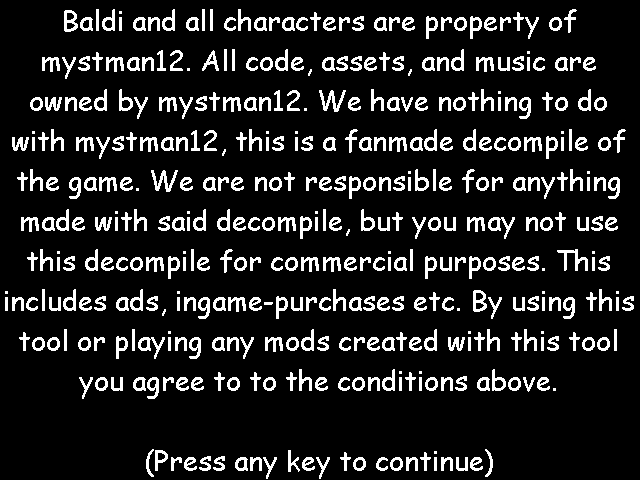 Baldi and all characters are property of
mystman12. All code, assets, and music are
owned by mystman12. We have nothing to do
with mystman12, this is a fanmade decompile of
the game. We are not responsible for anything
made with said decompile, but you may not use
this decompile for commercial purposes. This
includes ads, ingame-purchases etc. By using this
tool or playing any mods created with this tool
you agree to to the conditions above.
(Press any key to continue)